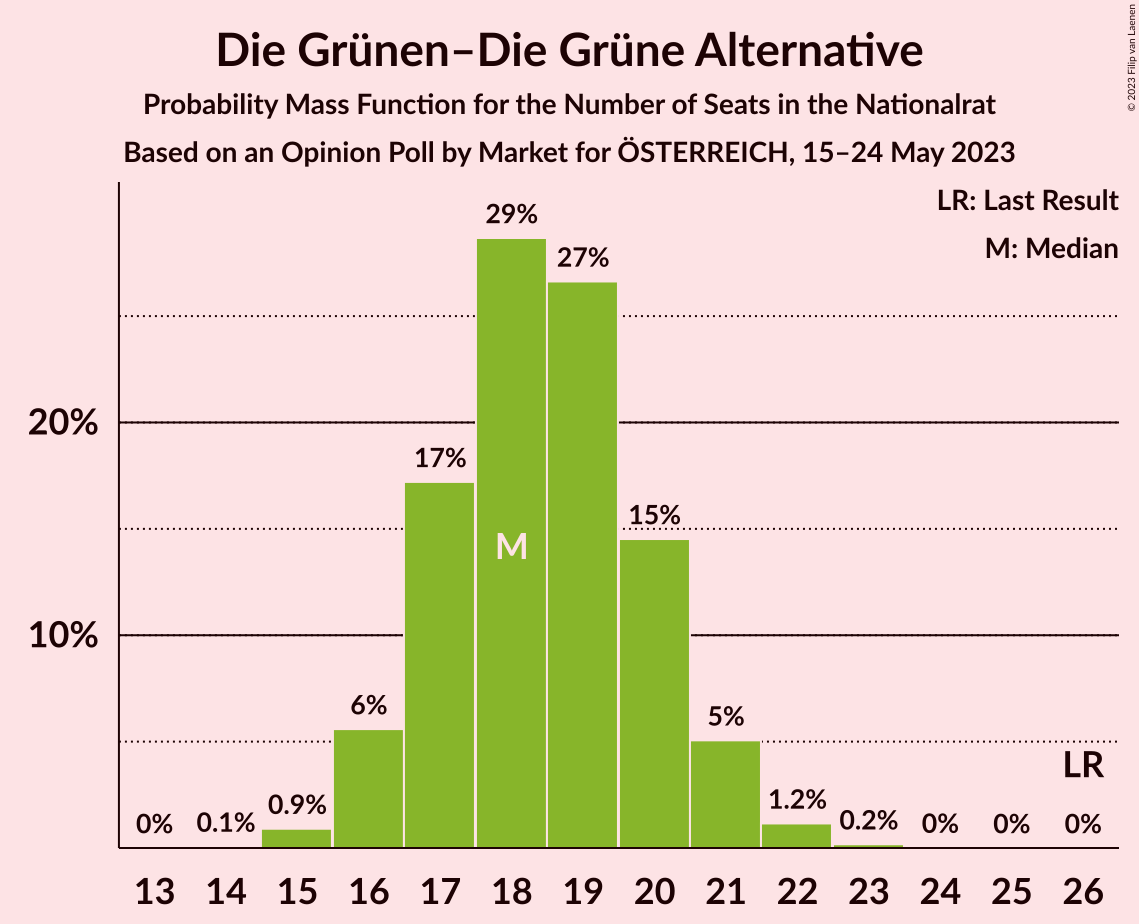 Die Grünen–Die Grüne Alternative
Probability Mass Function for the Number of Seats in the Nationalrat
Based on an Opinion Poll by Market for ÖSTERREICH, 15–24 May 2023
© 2023 Filip van Laenen
LR: Last Result
M: Median
20%
10%
0%
0.1%
0.9%
6%
17%
29%
27%
15%
5%
1.2%
0.2%
0%
0%
0%
M
LR
13 14 15 16 17 18 19 20 21 22 23 24 25 26